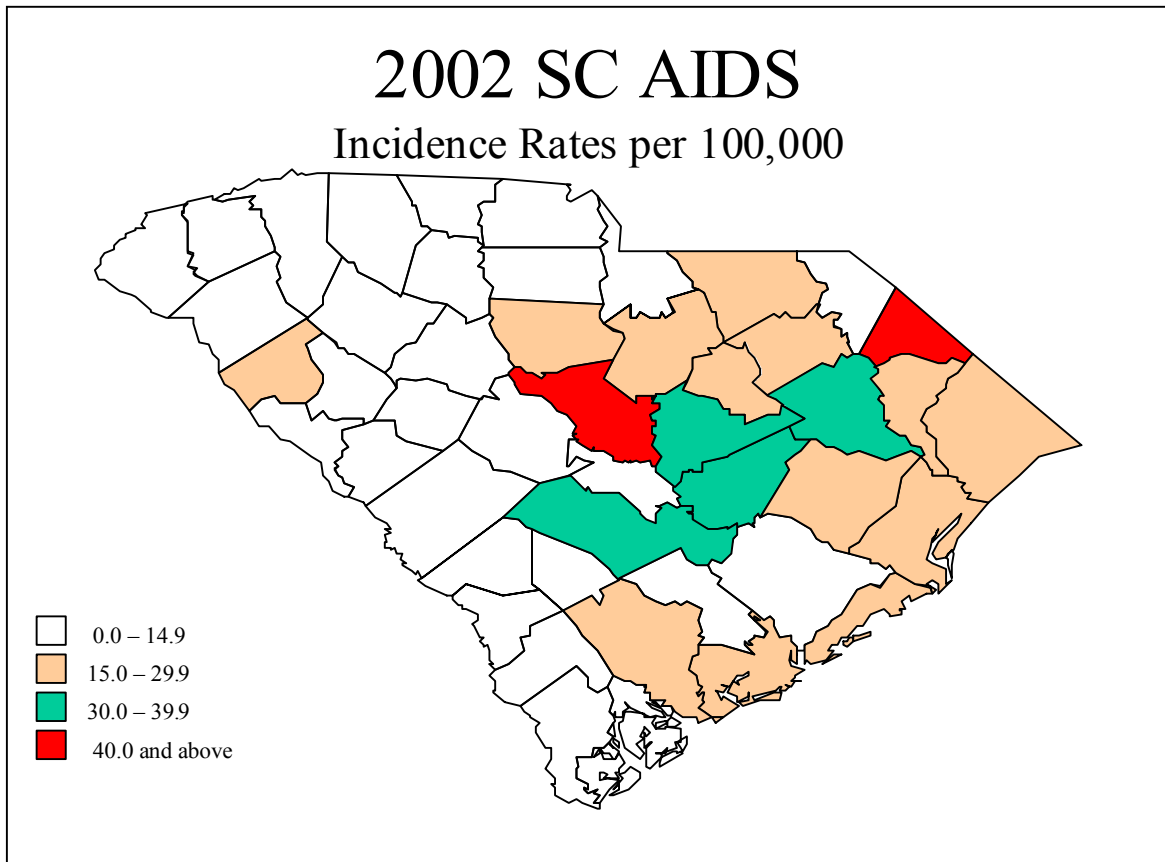 2002 SC AIDS
Incidence Rates per 100,000
0.0 – 14.9
15.0 – 29.9
30.0 – 39.9
40.0 and above